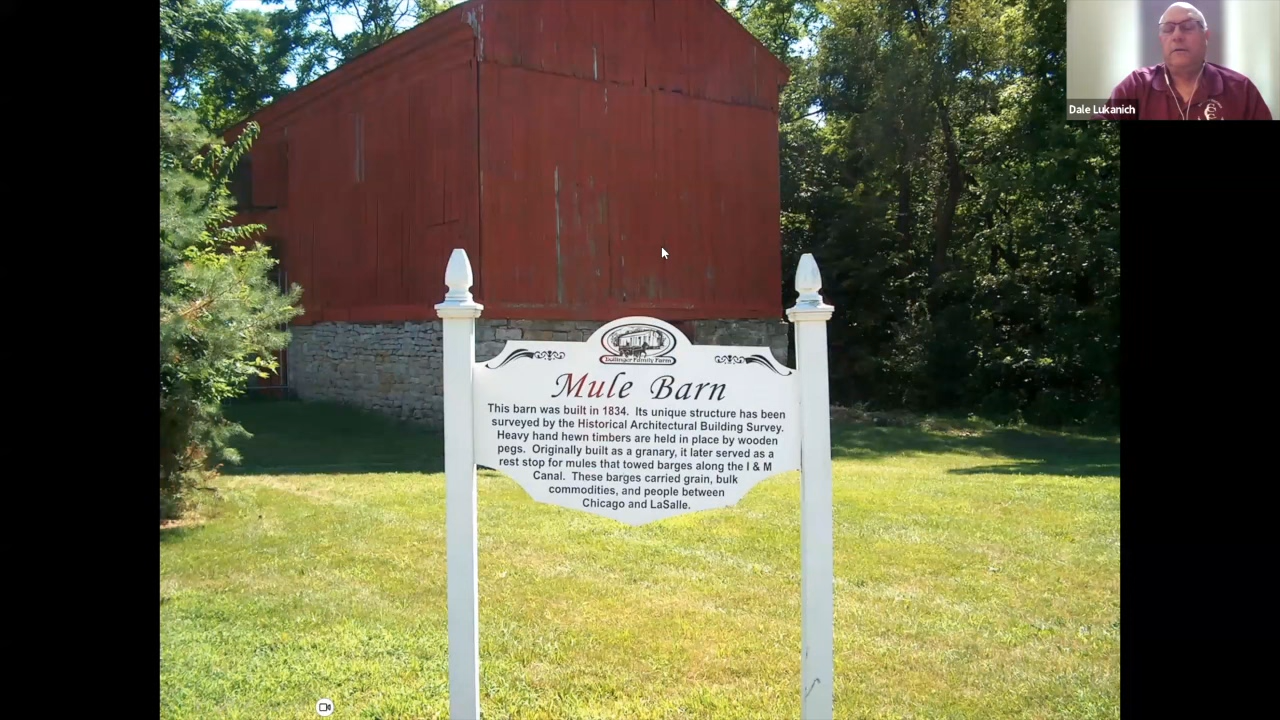 Dale Lukanich
Dollinger Family Farm
Mule Barn
This barn was built in 1834. Its unique structure has been
surveyed by the Historical Architectural Building Survey.
Heavy hand hewn timbers are held in place by wooden
pegs. Originally built as a granary, it later served as a
rest stop for mules that towed barges along the I & M
Canal. These barges carried grain, bulk
commodities, and people between
Chicago and LaSalle.